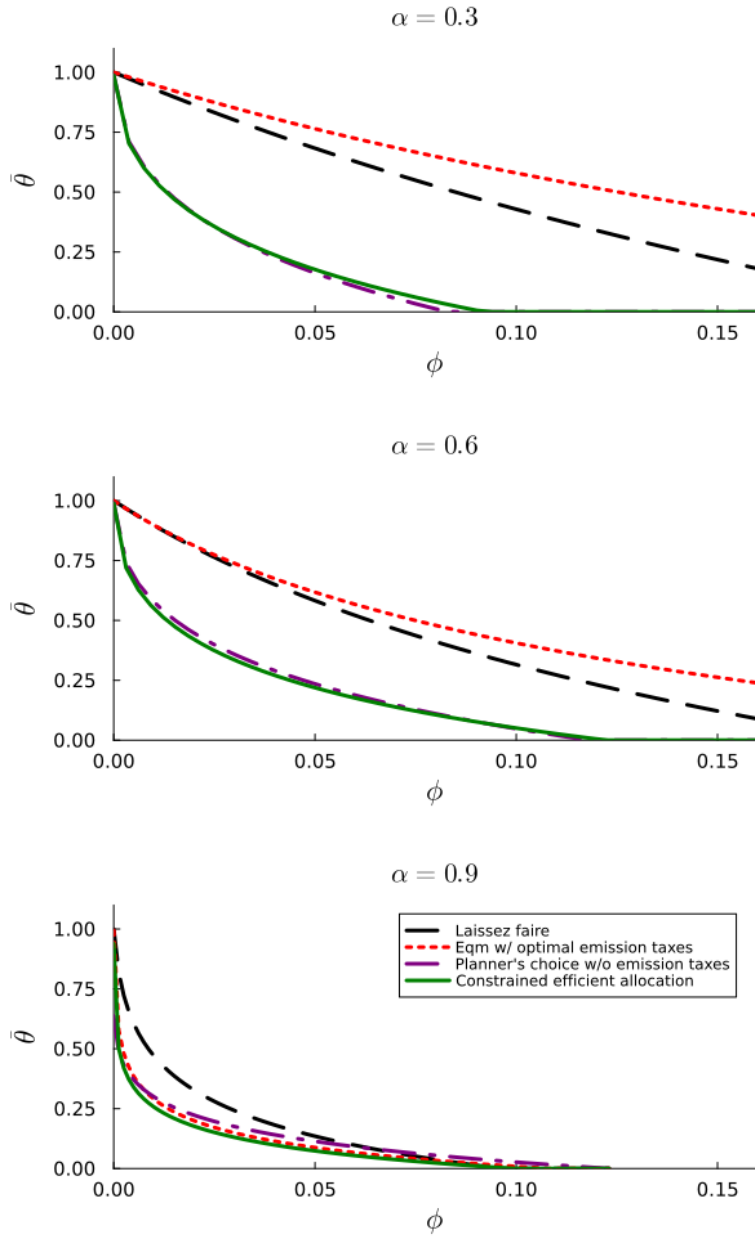 α = 0.3
1.00
0.75
0.50
0.25
0.00
θ̄
0.00 0.05 0.10 0.15
ϕ
α = 0.6
1.00
0.75
0.50
0.25
0.00
θ̄
0.00 0.05 0.10 0.15
ϕ
α = 0.9
Laissez faire
Eqm w/ optimal emission taxes
Planner's choice w/o emission taxes
Constrained efficient allocation
1.00
0.75
0.50
0.25
0.00
θ̄
0.00 0.05 0.10 0.15
ϕ